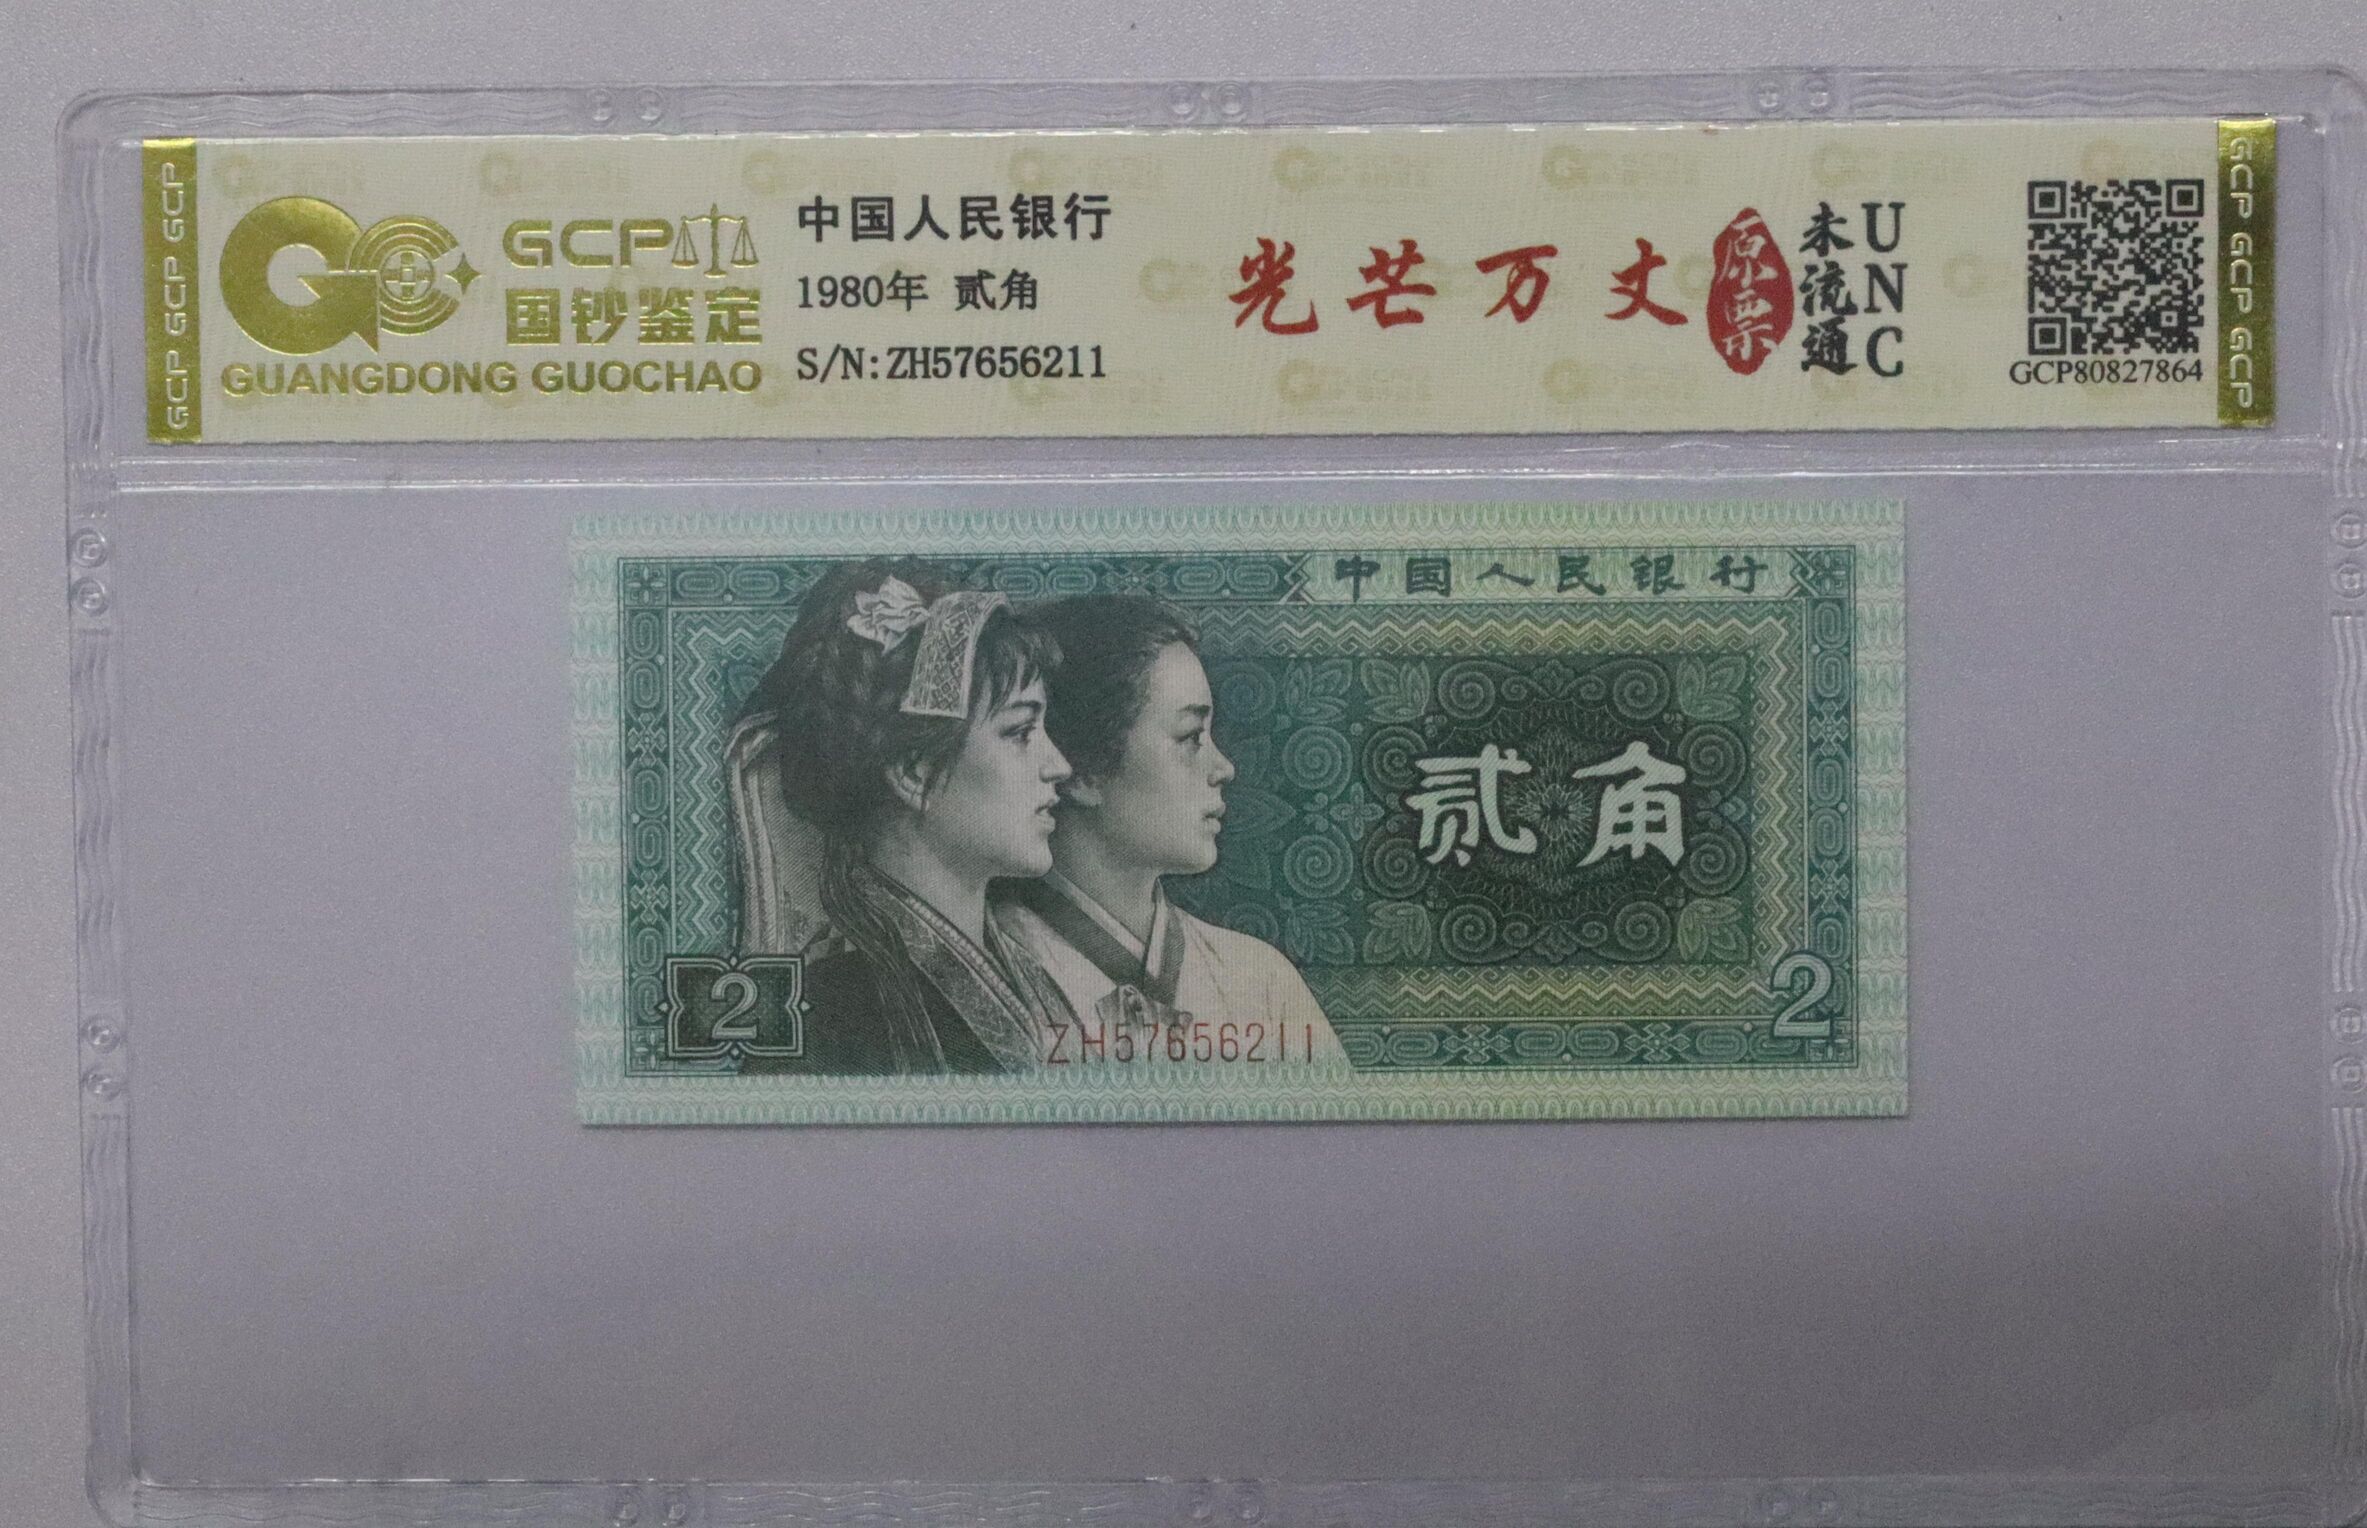 GCP GCP GCP
GCP
国钞鉴定
GUANGDONG GUOCHAO
中国人民银行
1980年 贰角
S/N:ZH57656211
光芒万丈
原票
未流通
UNC
GCP80827864
GCP GCP GCP
中国人民银行
贰角
2
2
ZH57656211